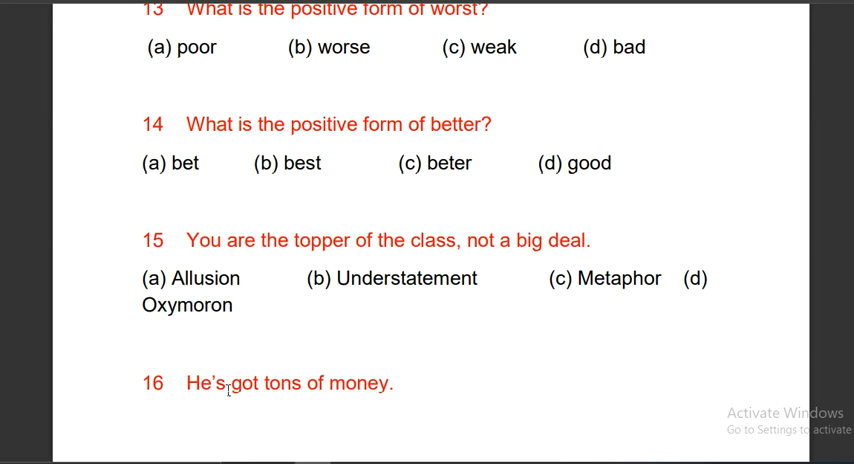 13 What is the positive form of worst?
(a) poor (b) worse (c) weak (d) bad
14 What is the positive form of better?
(a) bet (b) best (c) beter (d) good
15 You are the topper of the class, not a big deal.
(a) Allusion (b) Understatement (c) Metaphor (d)
Oxymoron
16 He's got tons of money.
Activate Windows
Go to Settings to activate